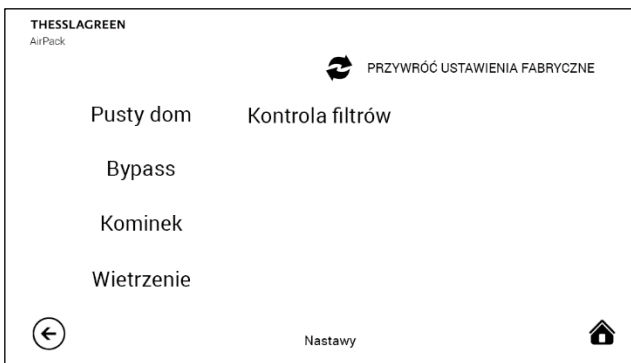 THESSLAGREEN
AirPack
PRZYWRÓĆ USTAWIENIA FABRYCZNE
Pusty dom Kontrola filtrów
Bypass
Kominek
Wietrzenie
Nastawy